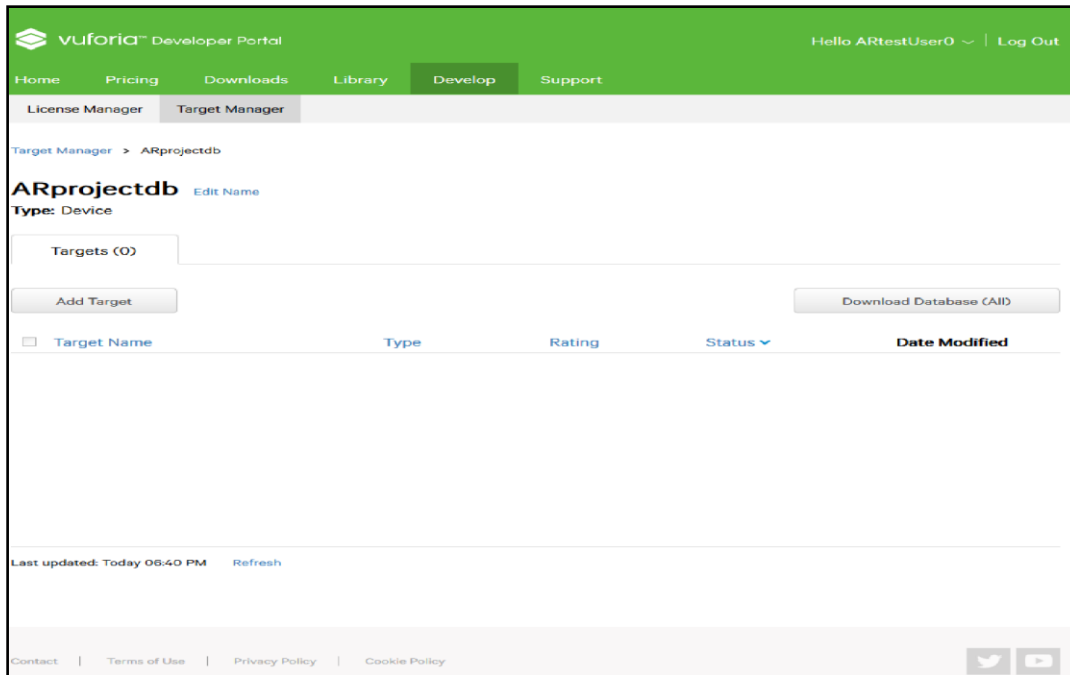 vuforia™ Developer Portal
Hello ARtestUser0 | Log Out
Home Pricing Downloads Library Develop Support
License Manager Target Manager
Target Manager > ARprojectdb
ARprojectdb Edit Name
Type: Device
Targets (0)
Add Target Download Database (All)
Target Name Type Rating Status Date Modified
Last updated: Today 06:40 PM Refresh
Contact | Terms of Use | Privacy Policy | Cookie Policy